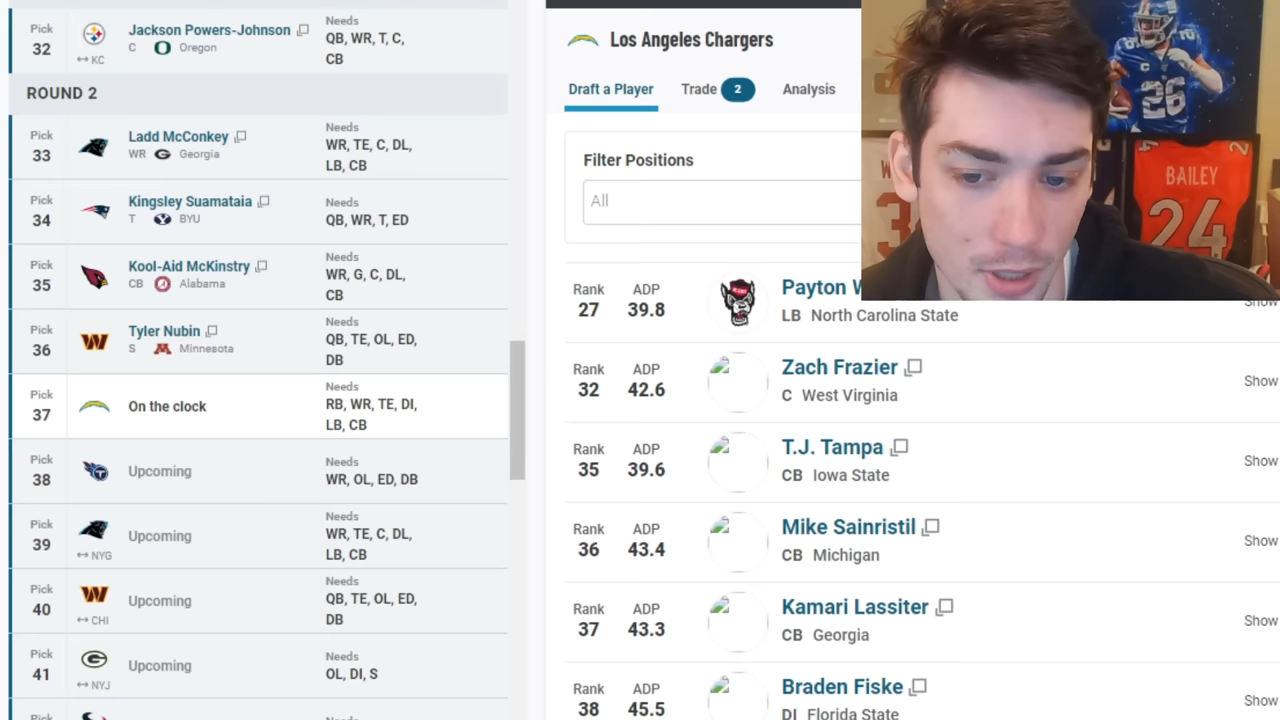 Pick
32
KC
Jackson Powers-Johnson
C Oregon
Needs
QB, WR, T, C,
CB
ROUND 2
Pick
33
Ladd McConkey
WR Georgia
Needs
WR, TE, C, DL,
LB, CB
Pick
34
Kingsley Suamataia
T BYU
Needs
QB, WR, T, ED
Pick
35
Kool-Aid McKinstry
CB Alabama
Needs
WR, G, C, DL,
CB
Pick
36
Tyler Nubin
S Minnesota
Needs
QB, TE, OL, ED,
DB
Pick
37
On the clock
Needs
RB, WR, TE, DI,
LB, CB
Pick
38
Upcoming
Needs
WR, OL, ED, DB
Pick
39
NYG
Upcoming
Needs
WR, TE, C, DL,
LB, CB
Pick
40
CHI
Upcoming
Needs
QB, TE, OL, ED,
DB
Pick
41
NYJ
Upcoming
Needs
OL, DI, S
Pick
Needs
Los Angeles Chargers
Draft a Player
Trade 2
Analysis
Filter Positions
All
Rank ADP
27 39.8
Payton W
LB North Carolina State
Show
Rank ADP
32 42.6
Zach Frazier
C West Virginia
Show
Rank ADP
35 39.6
T.J. Tampa
CB Iowa State
Show
Rank ADP
36 43.4
Mike Sainristil
CB Michigan
Show
Rank ADP
37 43.3
Kamari Lassiter
CB Georgia
Show
Rank ADP
38 45.5
Braden Fiske
DI Florida State
Show
26
BAILEY
24